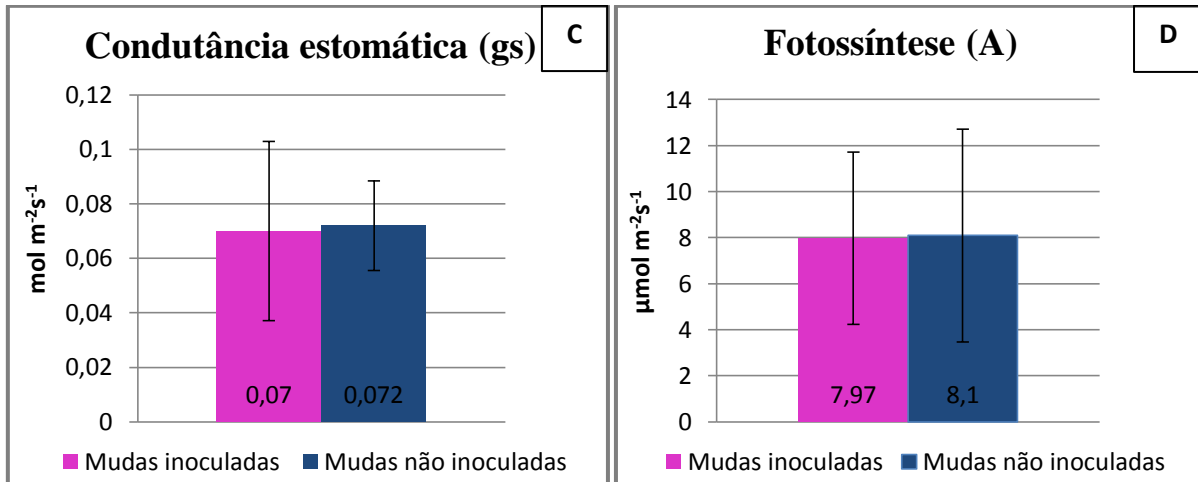 Condutância estomática (gs)
C
0,12
0,1
0,08
0,06
0,04
0,02
0
mol m⁻²s⁻¹
0,07
0,072
Mudas inoculadas
Mudas não inoculadas
Fotossíntese (A)
D
14
12
10
8
6
4
2
0
µmol m⁻²s⁻¹
7,97
8,1
Mudas inoculadas
Mudas não inoculadas